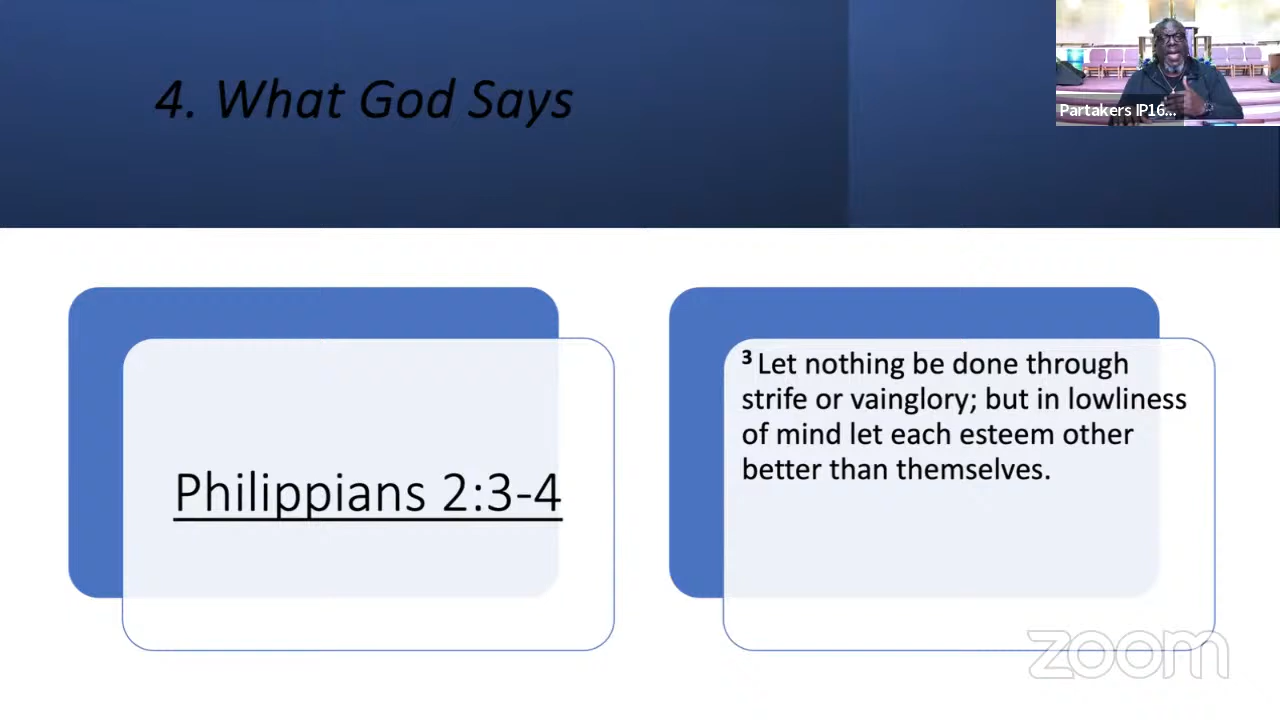 4. What God Says
Partakers IP16...
Philippians 2:3-4
3 Let nothing be done through
strife or vainglory; but in lowliness
of mind let each esteem other
better than themselves.
zoom